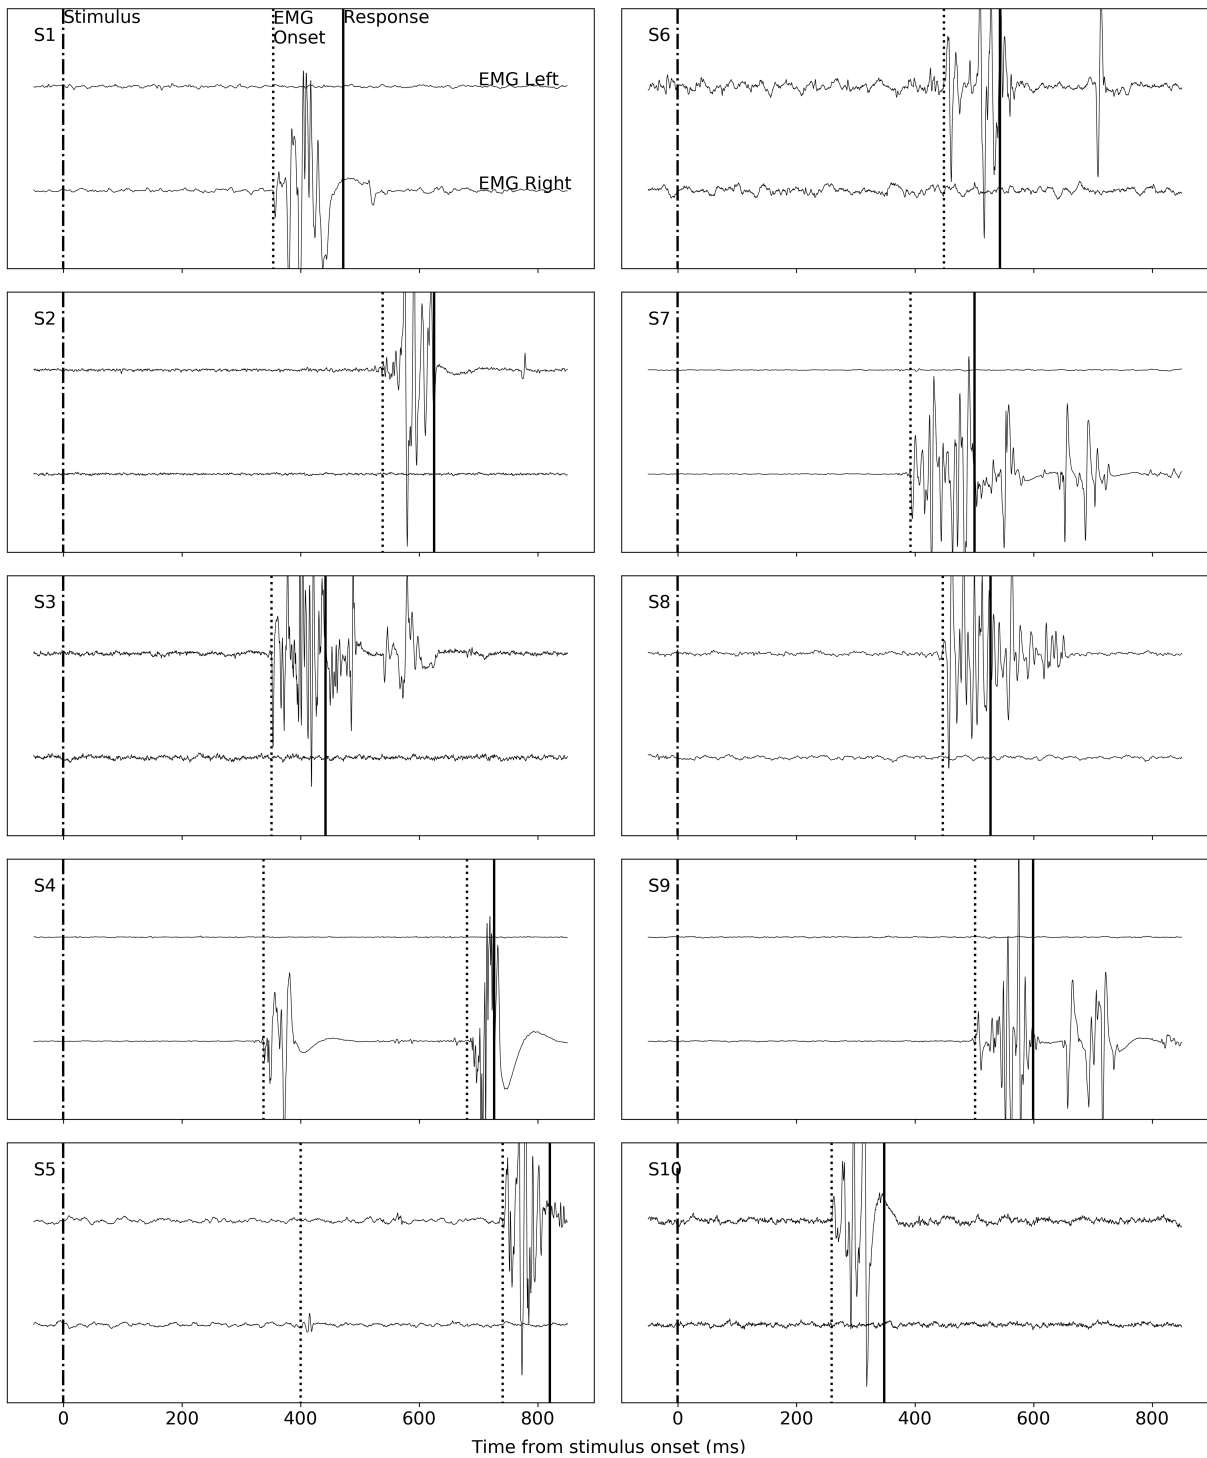 Stimulus
EMG
Onset
Response
S1
EMG Left
EMG Right
S6
S2
S7
S3
S8
S4
S9
S5
S10
0 200 400 600 800
0 200 400 600 800
Time from stimulus onset (ms)